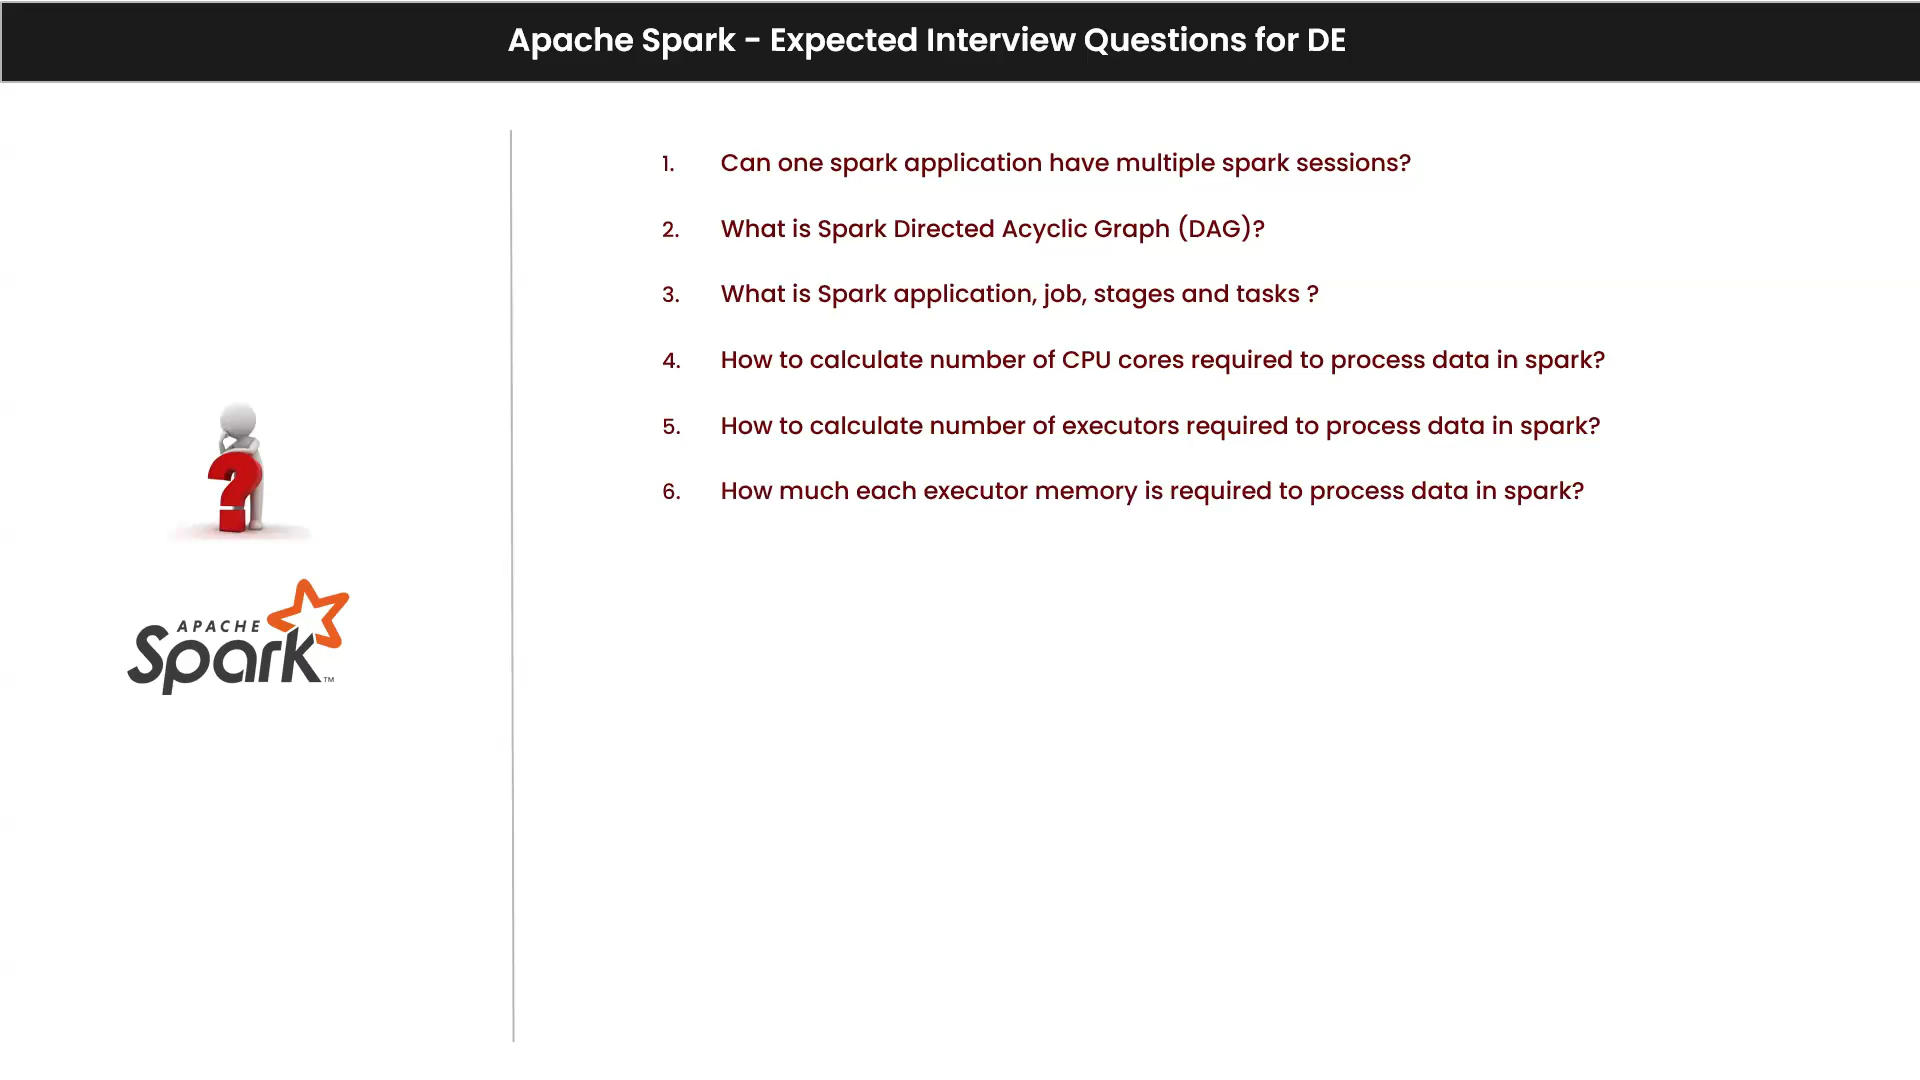 Apache Spark - Expected Interview Questions for DE
1. Can one spark application have multiple spark sessions?
2. What is Spark Directed Acyclic Graph (DAG)?
3. What is Spark application, job, stages and tasks ?
4. How to calculate number of CPU cores required to process data in spark?
5. How to calculate number of executors required to process data in spark?
6. How much each executor memory is required to process data in spark?
?
APACHE
Spark™